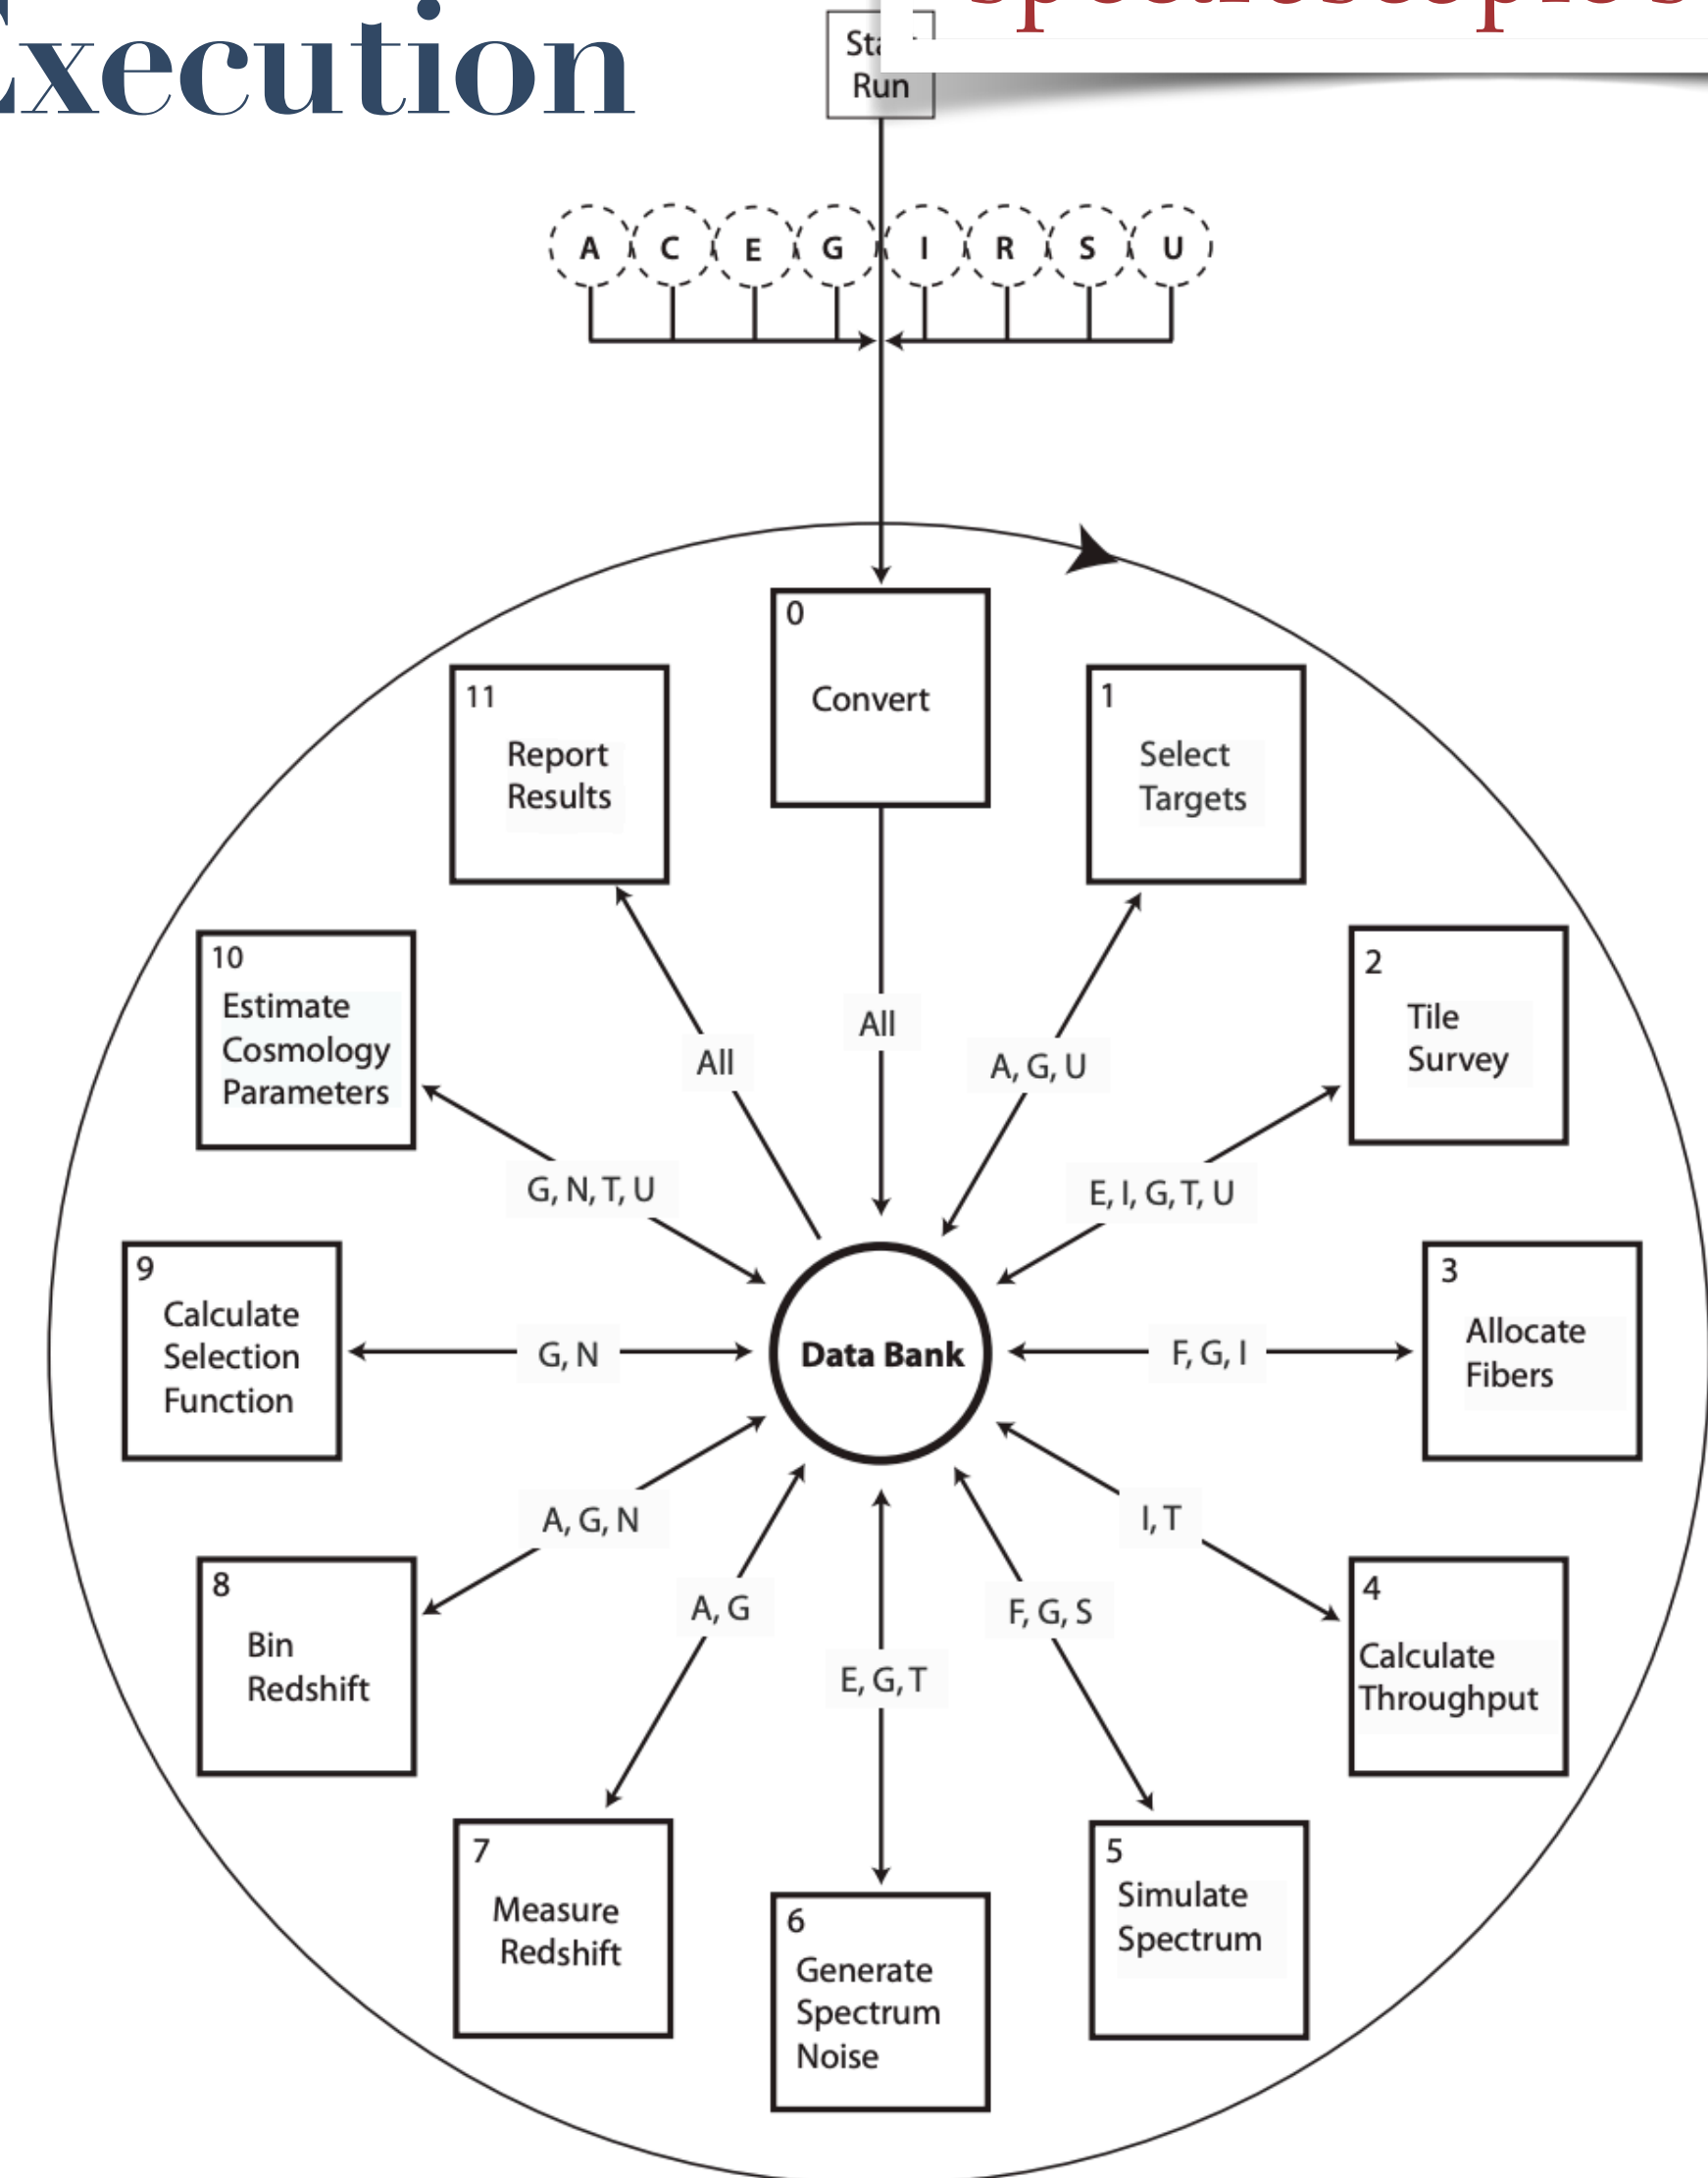 Execution
Run
A C E G I R S U
0
Convert
11
Report
Results
1
Select
Targets
10
Estimate
Cosmology
Parameters
2
Tile
Survey
All
All
A, G, U
G, N, T, U
E, I, G, T, U
9
Calculate
Selection
Function
G, N
Data Bank
F, G, I
3
Allocate
Fibers
A, G, N
I, T
8
Bin
Redshift
A, G
F, G, S
4
Calculate
Throughput
E, G, T
7
Measure
Redshift
6
Generate
Spectrum
Noise
5
Simulate
Spectrum